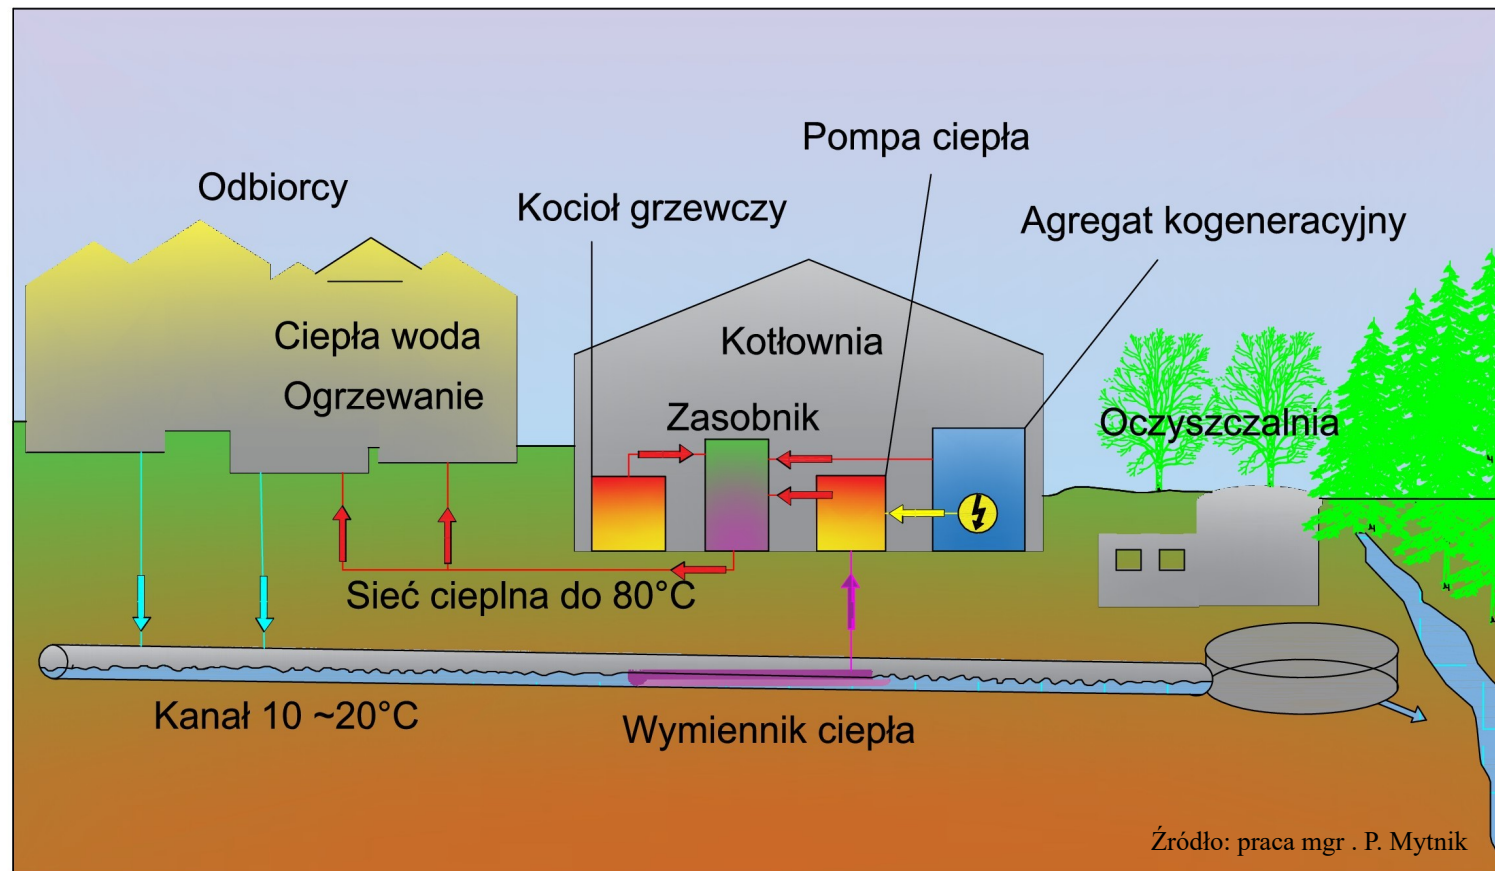 Pompa ciepła
Odbiorcy
Kocioł grzewczy
Agregat kogeneracyjny
Ciepła woda
Ogrzewanie
Kotłownia
Zasobnik
Oczyszczalnia
Sieć cieplna do 80°C
Kanał 10 ~20°C
Wymiennik ciepła
Źródło: praca mgr . P. Mytnik